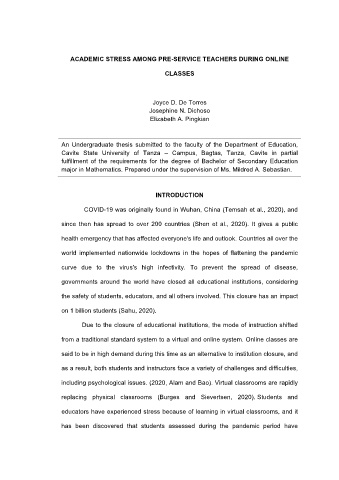 ACADEMIC STRESS AMONG PRE-SERVICE TEACHERS DURING ONLINE
CLASSES
Joyce D. De Torres
Josephine N. Dichoso
Elizabeth A. Pingkian
An Undergraduate thesis submitted to the faculty of the Department of Education,
Cavite State University of Tanza – Campus, Bagtas, Tanza, Cavite in partial
fulfillment of the requirements for the degree of Bachelor of Secondary Education
major in Mathematics. Prepared under the supervision of Ms. Mildred A. Sebastian.
INTRODUCTION
COVID-19 was originally found in Wuhan, China (Temsah et al., 2020), and
since then has spread to over 200 countries (Shen et al., 2020). It gives a public
health emergency that has affected everyone's life and outlook. Countries all over the
world implemented nationwide lockdowns in the hopes of flattening the pandemic
curve due to the virus's high infectivity. To prevent the spread of disease,
governments around the world have closed all educational institutions, considering
the safety of students, educators, and all others involved. This closure has an impact
on 1 billion students (Sahu, 2020).
Due to the closure of educational institutions, the mode of instruction shifted
from a traditional standard system to a virtual and online system. Online classes are
said to be in high demand during this time as an alternative to institution closure, and
as a result, both students and instructors face a variety of challenges and difficulties,
including psychological issues. (2020, Alam and Bao). Virtual classrooms are rapidly
replacing physical classrooms (Burges and Sievertsen, 2020). Students and
educators have experienced stress because of learning in virtual classrooms, and it
has been discovered that students assessed during the pandemic period have